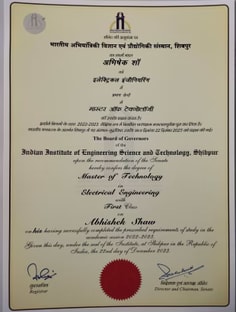 भारतीय अभियांत्रिकी विज्ञान एवं प्रौद्योगिकी संस्थान, शिबपुर
अभिषेक शॉ
को
इलेक्ट्रिकल इंजीनियरिंग
में
प्रथम श्रेणी
में
मास्टर ऑफ टेक्नोलॉजी
The Board of Governors
of the
Indian Institute of Engineering Science and Technology, Shibpur
upon the recommendation of the Senate
hereby confers the degree of
Master of Technology
in
Electrical Engineering
with
First Class
on
Abhishek Shaw
on his having successfully completed the prescribed requirements of study in the
academic session 2022-2023
Given this day, under the seal of the Institute, at Shibpur in the Republic of
India, the 22nd day of December 2023
Registrar
Director and Chairman, Senate